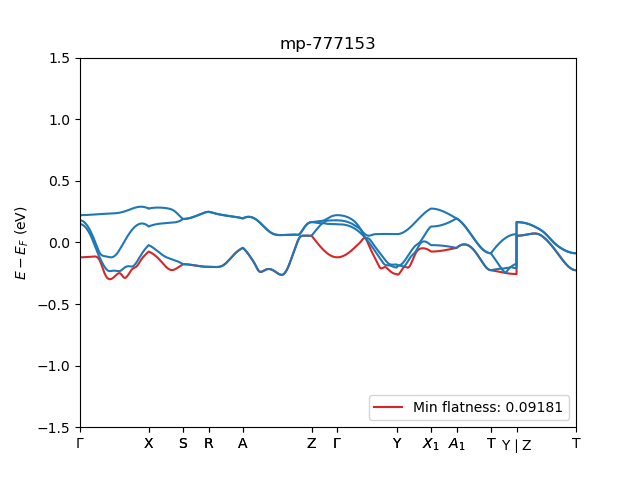 mp-777153
E − E_F (eV)
1.5
1.0
0.5
0.0
−0.5
−1.0
−1.5
Min flatness: 0.09181
Γ X S R A Z Γ Y X₁ A₁ T Y | Z T